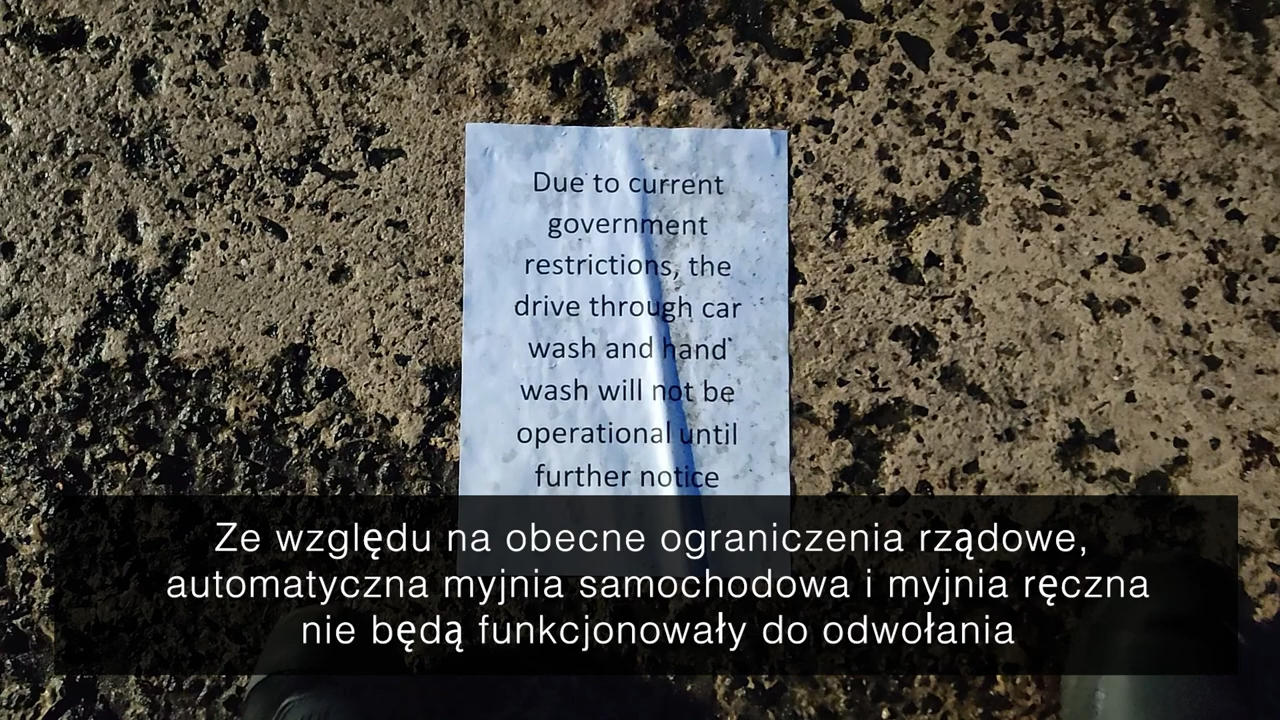 Due to current
government
restrictions, the
drive through car
wash and hand
wash will not be
operational until
further notice
Ze względu na obecne ograniczenia rządowe,
automatyczna myjnia samochodowa i myjnia ręczna
nie będą funkcjonowały do odwołania